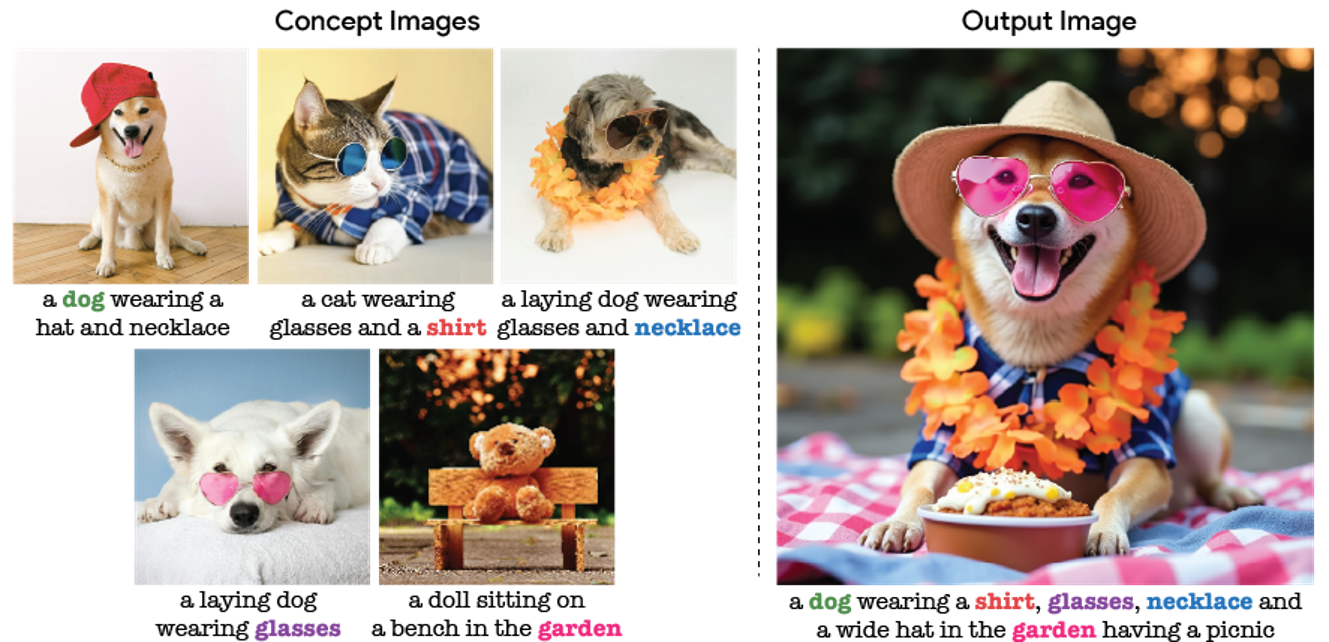 Concept Images
Output Image
a dog wearing a
hat and necklace
a cat wearing
glasses and a shirt
a laying dog wearing
glasses and necklace
a laying dog
wearing glasses
a doll sitting on
a bench in the garden
a dog wearing a shirt, glasses, necklace and
a wide hat in the garden having a picnic